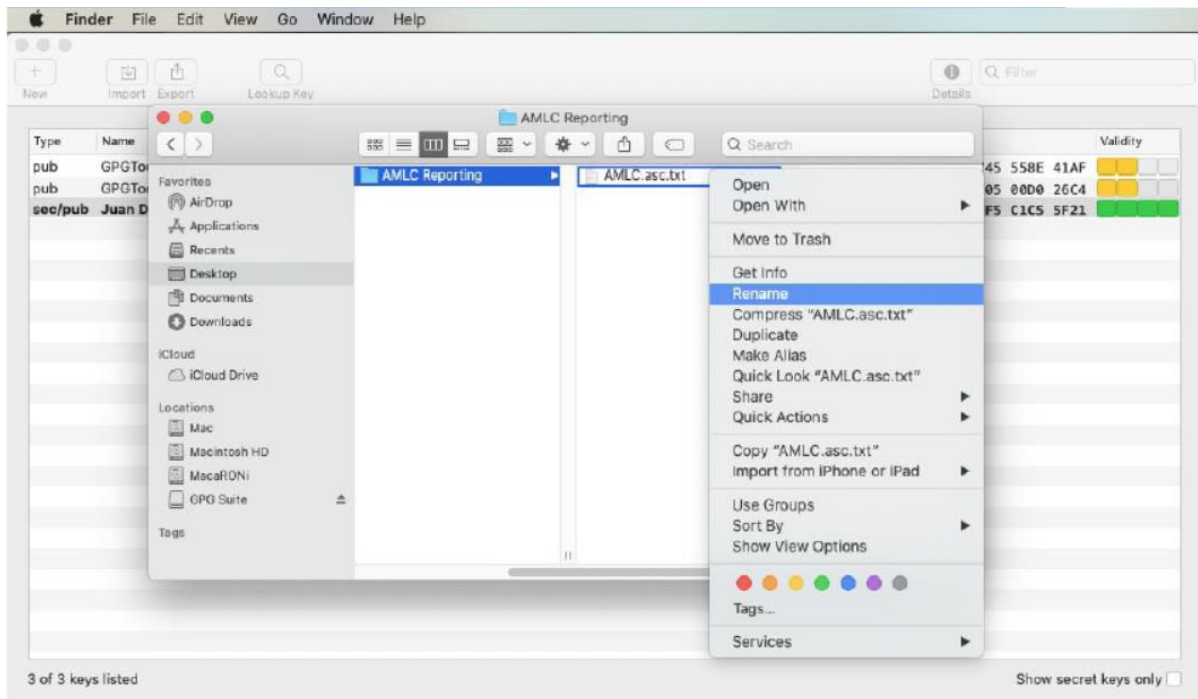 Finder File Edit View Go Window Help
New Import Export Lookup Key Details Filter
AMLC Reporting
Search
Type Name Validity
pub GPGToo 45 558E 41AF
pub GPGToo 05 00D0 26C4
sec/pub Juan D F5 C1C5 5F21
Favorites
AirDrop
Applications
Recents
Desktop
Documents
Downloads
iCloud
iCloud Drive
Locations
Mac
Macintosh HD
MacaRONi
GPG Suite
Tags
AMLC Reporting
AMLC.asc.txt
Open
Open With
Move to Trash
Get Info
Rename
Compress “AMLC.asc.txt”
Duplicate
Make Alias
Quick Look “AMLC.asc.txt”
Share
Quick Actions
Copy “AMLC.asc.txt”
Import from iPhone or iPad
Use Groups
Sort By
Show View Options
Tags...
Services
3 of 3 keys listed Show secret keys only